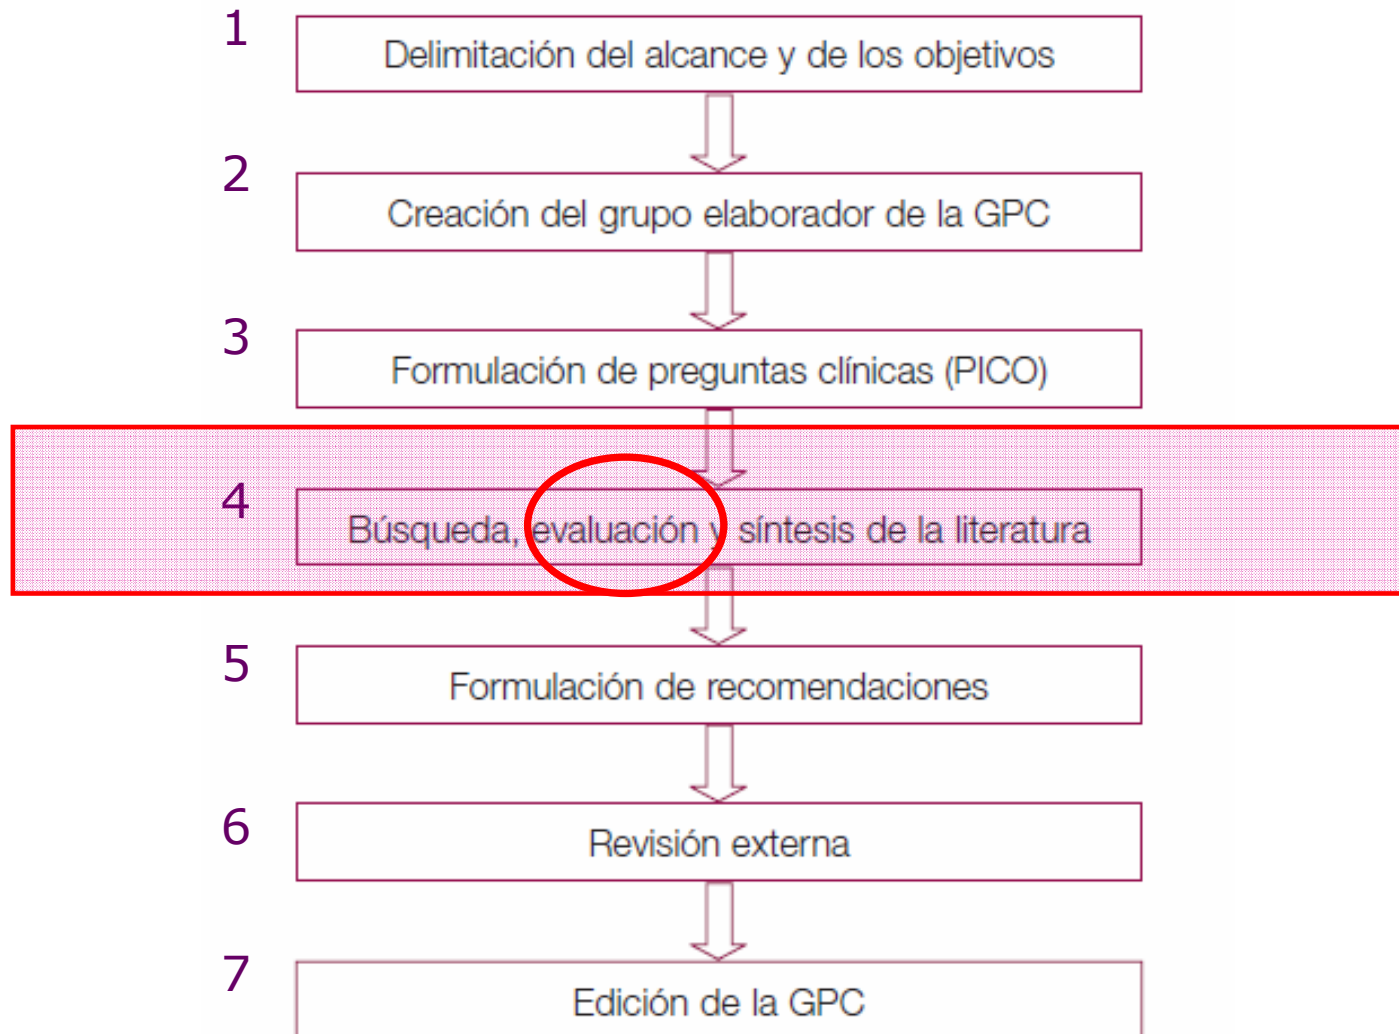 1
Delimitación del alcance y de los objetivos
2
Creación del grupo elaborador de la GPC
3
Formulación de preguntas clínicas (PICO)
4
Búsqueda, evaluación y síntesis de la literatura
5
Formulación de recomendaciones
6
Revisión externa
7
Edición de la GPC